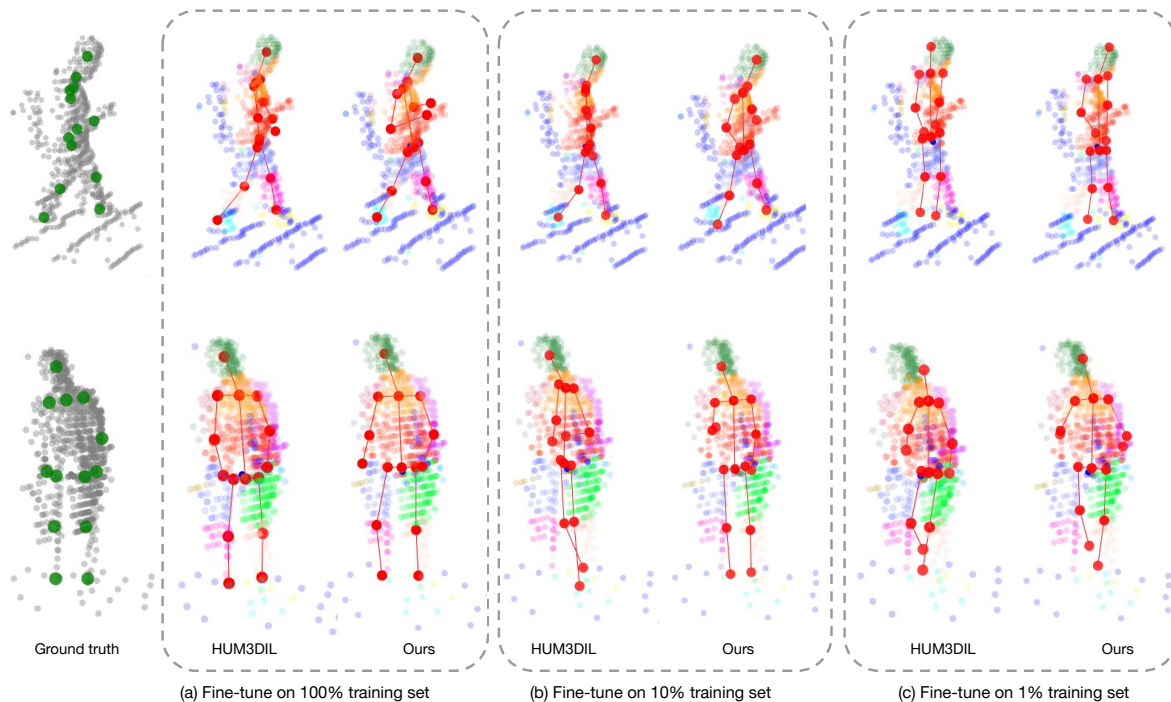 Ground truth
HUM3DIL
Ours
HUM3DIL
Ours
HUM3DIL
Ours
(a) Fine-tune on 100% training set
(b) Fine-tune on 10% training set
(c) Fine-tune on 1% training set